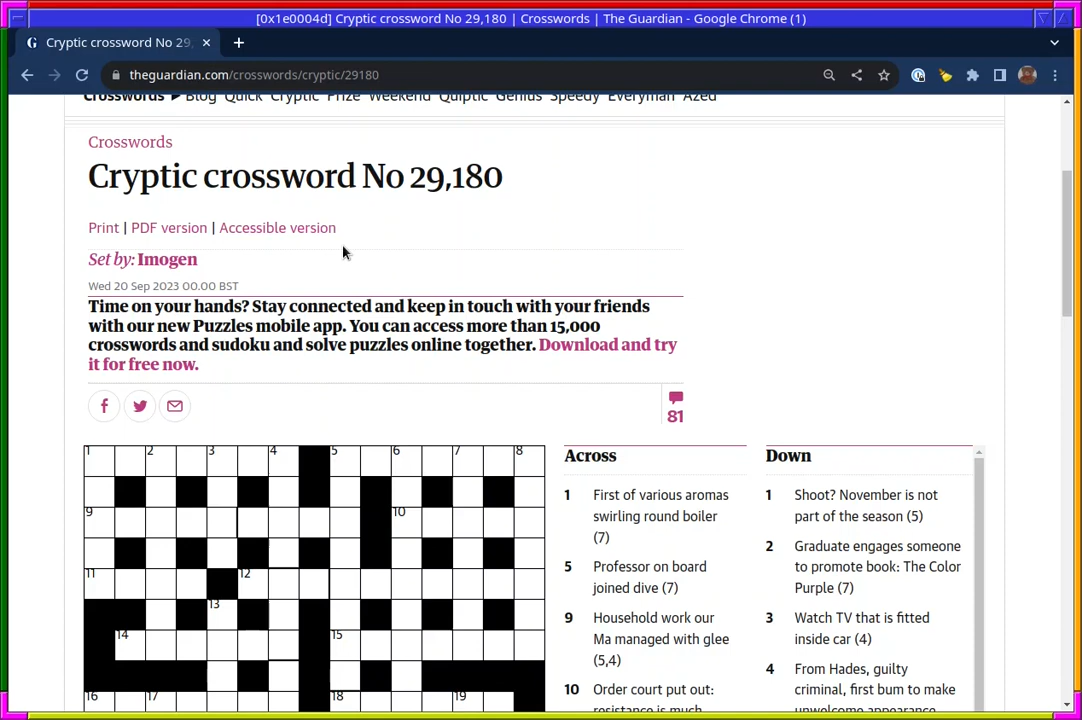 [0x1e0004d] Cryptic crossword No 29,180 | Crosswords | The Guardian - Google Chrome (1)
Cryptic crossword No 29,
theguardian.com/crosswords/cryptic/29180
Crosswords Blog Quick Cryptic Prize Weekend Quiptic Genius Speedy Everyman Azed
Crosswords
Cryptic crossword No 29,180
Print | PDF version | Accessible version
Set by: Imogen
Wed 20 Sep 2023 00.00 BST
Time on your hands? Stay connected and keep in touch with your friends
with our new Puzzles mobile app. You can access more than 15,000
crosswords and sudoku and solve puzzles online together. Download and try
it for free now.
81
1 2 3 4 5 6 7 8
9 10
11 12
13
14 15
16 17 18 19
Across
1 First of various aromas
swirling round boiler
(7)
5 Professor on board
joined dive (7)
9 Household work our
Ma managed with glee
(5,4)
10 Order court put out:
resistance is much
Down
1 Shoot? November is not
part of the season (5)
2 Graduate engages someone
to promote book: The Color
Purple (7)
3 Watch TV that is fitted
inside car (4)
4 From Hades, guilty
criminal, first bum to make
unwelcome appearance